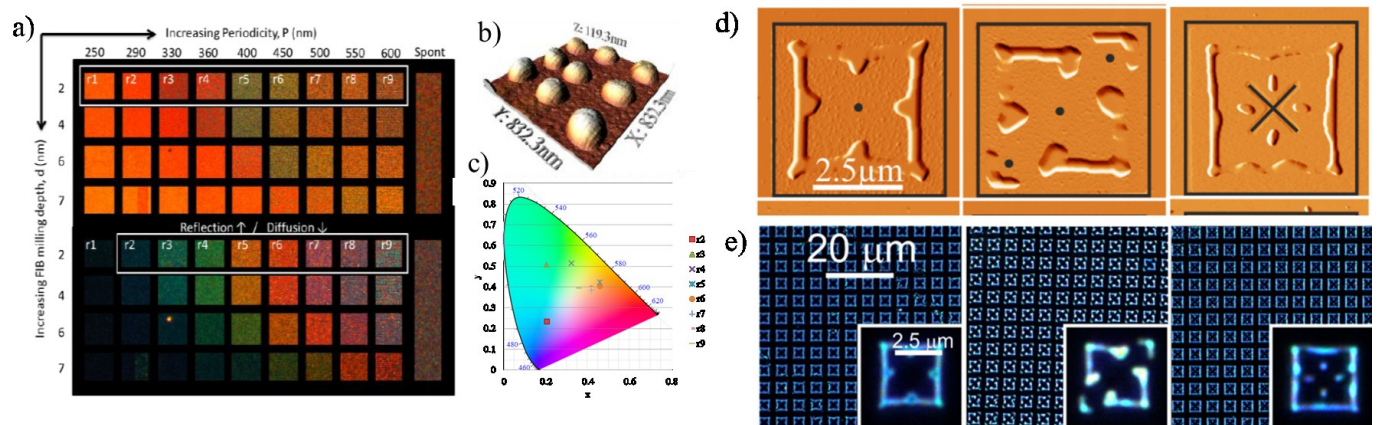 a)
Increasing Periodicity, P (nm)
250 290 330 360 400 450 500 550 600 Spont
Increasing FIB milling depth, d (nm)
2 r1 r2 r3 r4 r5 r6 r7 r8 r9
4
6
7
Reflection ↑ / Diffusion ↓
2 r1 r2 r3 r4 r5 r6 r7 r8 r9
4
6
7
b)
Z: 119.3nm
Y: 832.3nm
X: 832.3nm
c)
0.9
0.8
0.7
0.6
0.5
0.4
0.3
0.2
0.1
0
y
520
540
560
580
600
620
480
460
0 0.2 0.4 0.6 0.8
x
r2
r3
r4
r5
r6
r7
r8
r9
d)
2.5μm
e)
20 μm
2.5 μm